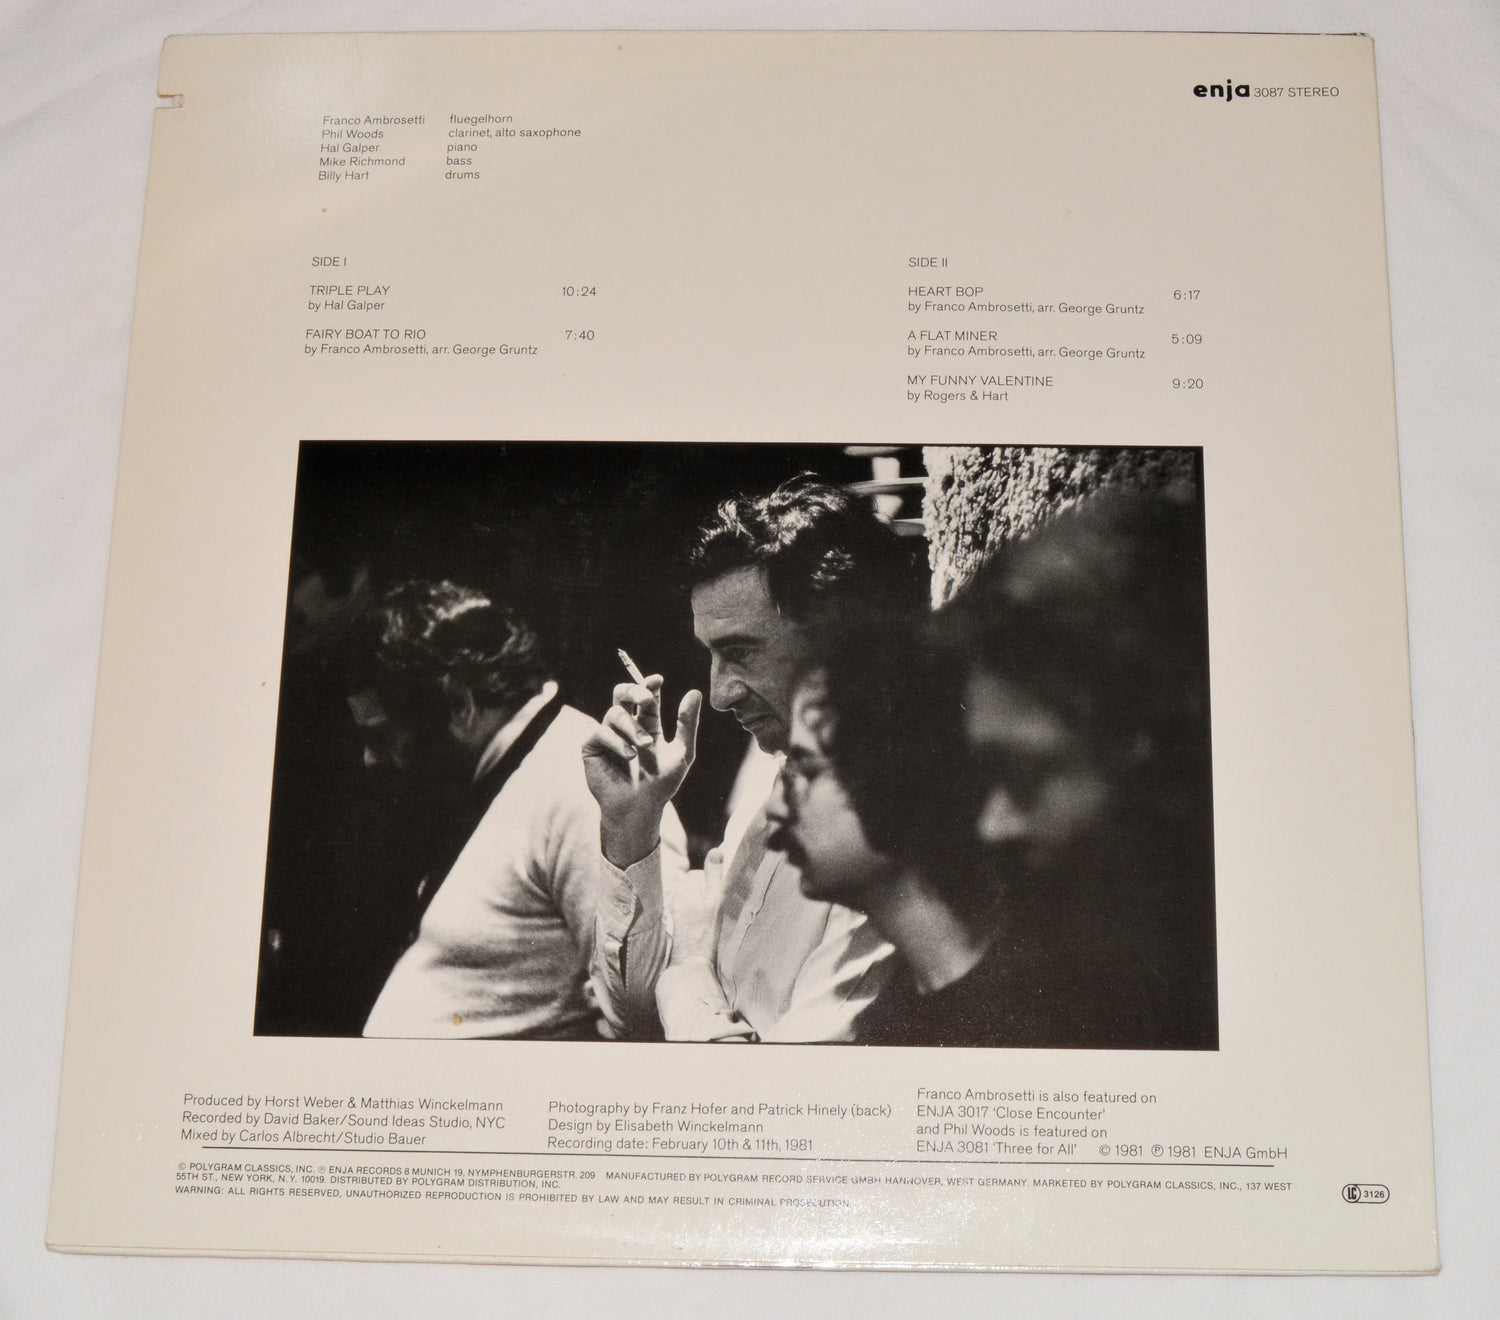 enja 3087 STEREO
Franco Ambrosetti fluegelhorn
Phil Woods clarinet, alto saxophone
Hal Galper piano
Mike Richmond bass
Billy Hart drums
SIDE I
TRIPLE PLAY 10:24
by Hal Galper
FAIRY BOAT TO RIO 7:40
by Franco Ambrosetti, arr. George Gruntz
SIDE II
HEART BOP 6:17
by Franco Ambrosetti, arr. George Gruntz
A FLAT MINER 5:09
by Franco Ambrosetti, arr. George Gruntz
MY FUNNY VALENTINE 9:20
by Rogers & Hart
Produced by Horst Weber & Matthias Winckelmann
Recorded by David Baker/Sound Ideas Studio, NYC
Mixed by Carlos Albrecht/Studio Bauer
Photography by Franz Hofer and Patrick Hinely (back)
Design by Elisabeth Winckelmann
Recording date: February 10th & 11th, 1981
Franco Ambrosetti is also featured on
ENJA 3017 'Close Encounter'
and Phil Woods is featured on
ENJA 3081 'Three for All' © 1981 ℗ 1981 ENJA GmbH
© POLYGRAM CLASSICS, INC. ℗ ENJA RECORDS 8 MUNICH 19, NYMPHENBURGERSTR. 209 MANUFACTURED BY POLYGRAM RECORD SERVICE GMBH HANNOVER, WEST GERMANY. MARKETED BY POLYGRAM CLASSICS, INC., 137 WEST
55TH ST., NEW YORK, N.Y. 10019. DISTRIBUTED BY POLYGRAM DISTRIBUTION, INC.
WARNING: ALL RIGHTS RESERVED, UNAUTHORIZED REPRODUCTION IS PROHIBITED BY LAW AND MAY RESULT IN CRIMINAL PROSECUTION.
LC 3126